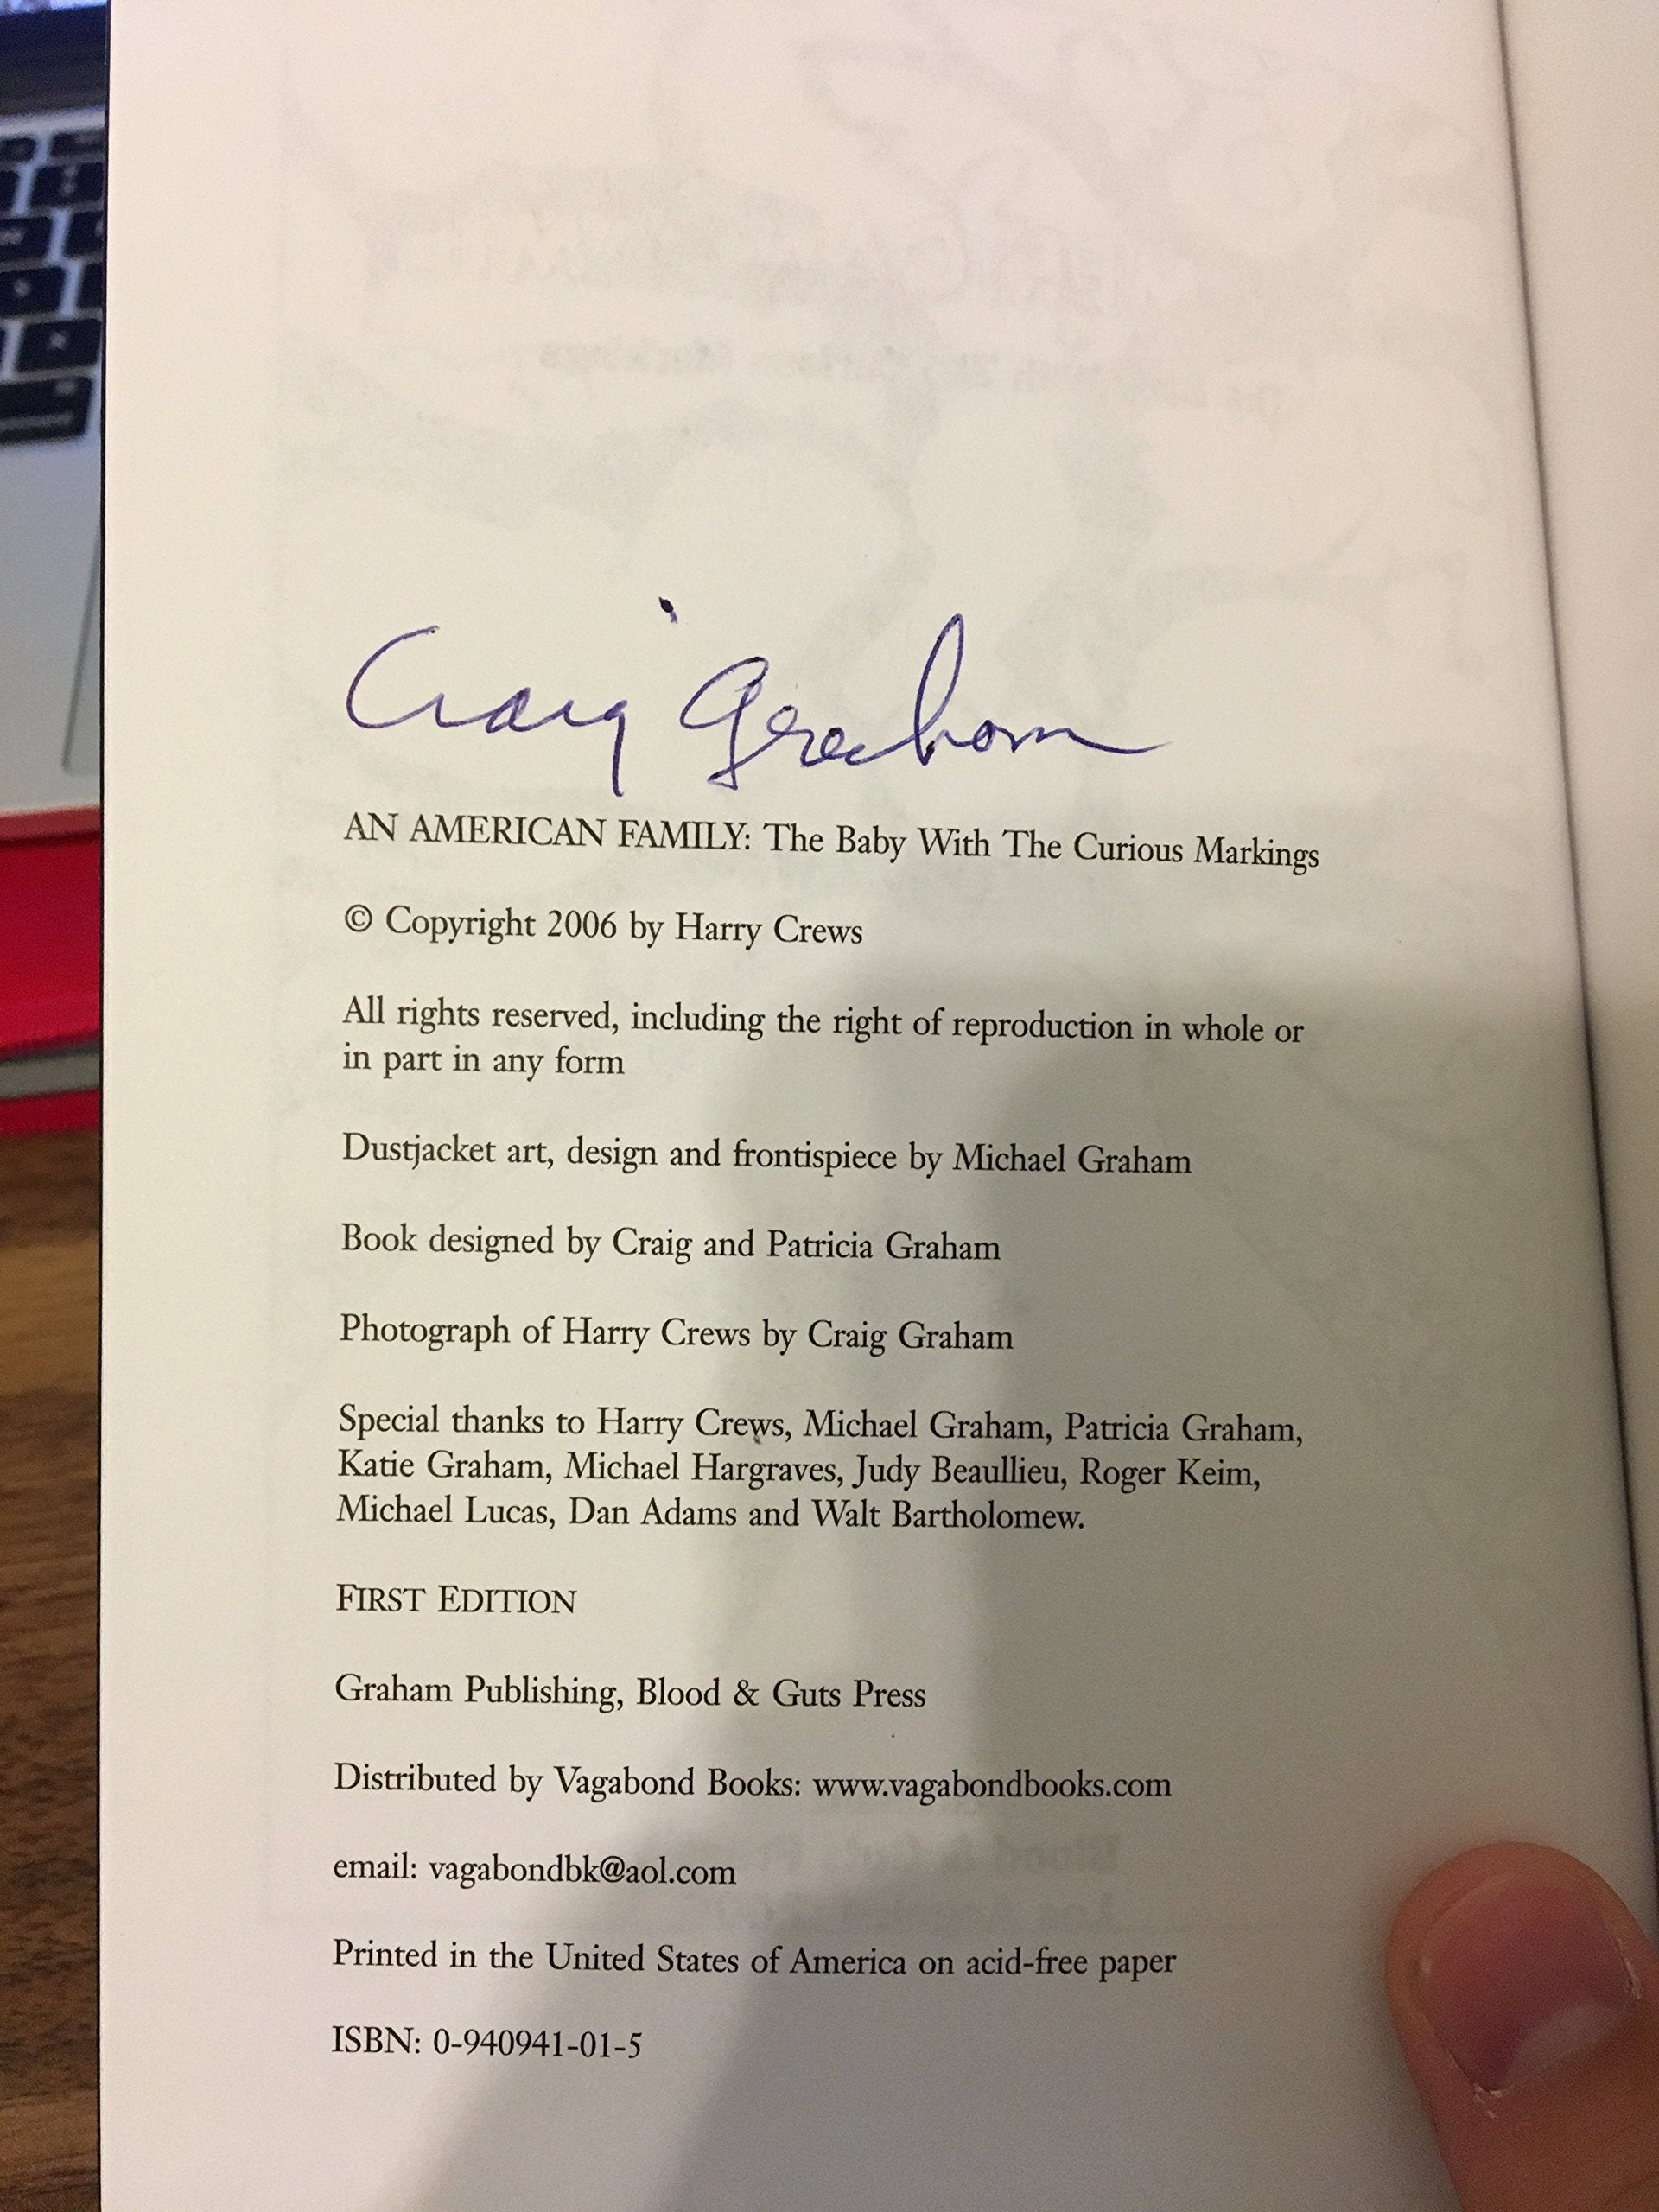 Craig Graham
AN AMERICAN FAMILY: The Baby With The Curious Markings
© Copyright 2006 by Harry Crews
All rights reserved, including the right of reproduction in whole or
in part in any form
Dustjacket art, design and frontispiece by Michael Graham
Book designed by Craig and Patricia Graham
Photograph of Harry Crews by Craig Graham
Special thanks to Harry Crews, Michael Graham, Patricia Graham,
Katie Graham, Michael Hargraves, Judy Beaullieu, Roger Keim,
Michael Lucas, Dan Adams and Walt Bartholomew.
FIRST EDITION
Graham Publishing, Blood & Guts Press
Distributed by Vagabond Books: www.vagabondbooks.com
email: vagabondbk@aol.com
Printed in the United States of America on acid-free paper
ISBN: 0-940941-01-5